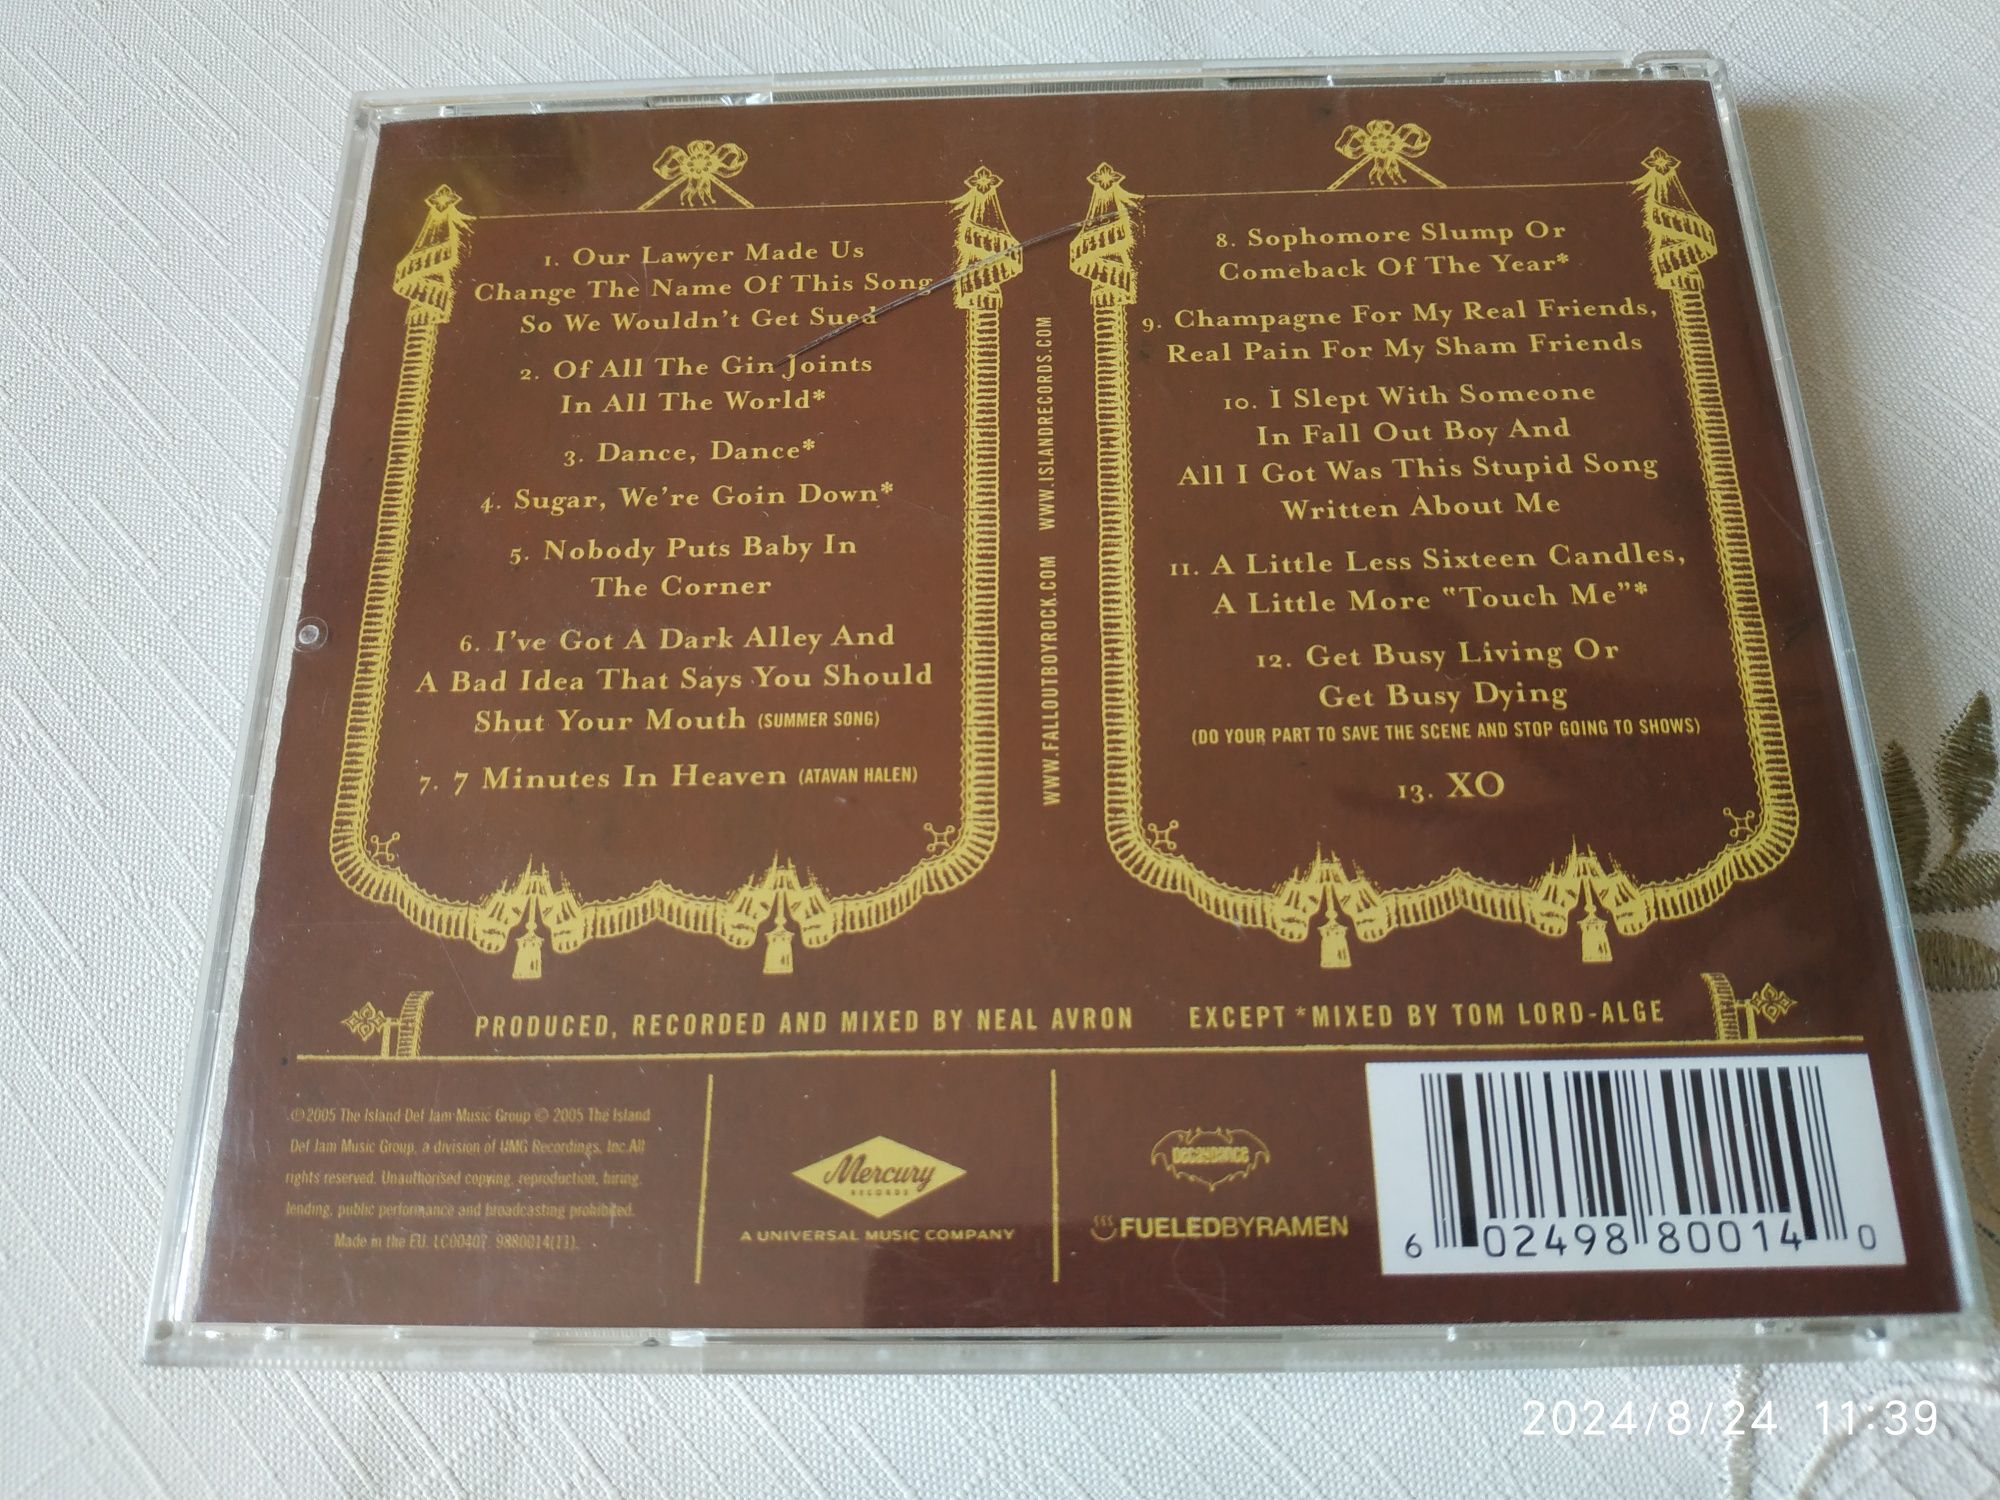 1. Our Lawyer Made Us
Change The Name Of This Song
So We Wouldn't Get Sued
2. Of All The Gin Joints
In All The World*
3. Dance, Dance*
4. Sugar, We're Goin Down*
5. Nobody Puts Baby In
The Corner
6. I've Got A Dark Alley And
A Bad Idea That Says You Should
Shut Your Mouth (SUMMER SONG)
7. 7 Minutes In Heaven (ATAVAN HALEN)
WWW.FALLOUTBOYROCK.COM WWW.ISLANDRECORDS.COM
8. Sophomore Slump Or
Comeback Of The Year*
9. Champagne For My Real Friends,
Real Pain For My Sham Friends
10. I Slept With Someone
In Fall Out Boy And
All I Got Was This Stupid Song
Written About Me
11. A Little Less Sixteen Candles,
A Little More "Touch Me"*
12. Get Busy Living Or
Get Busy Dying
(DO YOUR PART TO SAVE THE SCENE AND STOP GOING TO SHOWS)
13. XO
PRODUCED, RECORDED AND MIXED BY NEAL AVRON EXCEPT *MIXED BY TOM LORD-ALGE
℗ 2005 The Island Def Jam Music Group © 2005 The Island
Def Jam Music Group, a division of UMG Recordings, Inc. All
rights reserved. Unauthorised copying, reproduction, hiring,
lending, public performance and broadcasting prohibited.
Made in the EU. LC00407. 9880014(11).
Mercury
RECORDS
A UNIVERSAL MUSIC COMPANY
DECAYDANCE
FUELEDBYRAMEN
6 02498 80014 0
2024/8/24 11:39